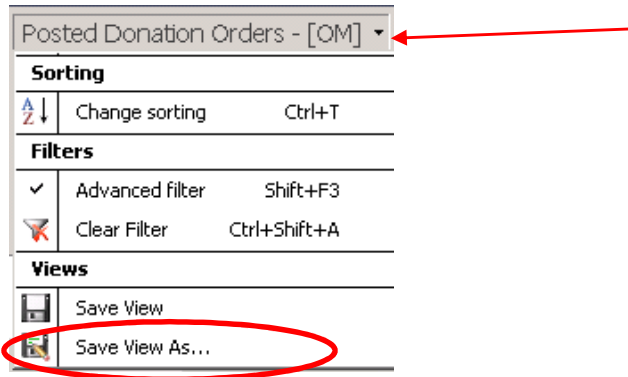 Posted Donation Orders - [OM]
Sorting
Change sorting Ctrl+T
Filters
Advanced filter Shift+F3
Clear Filter Ctrl+Shift+A
Views
Save View
Save View As...